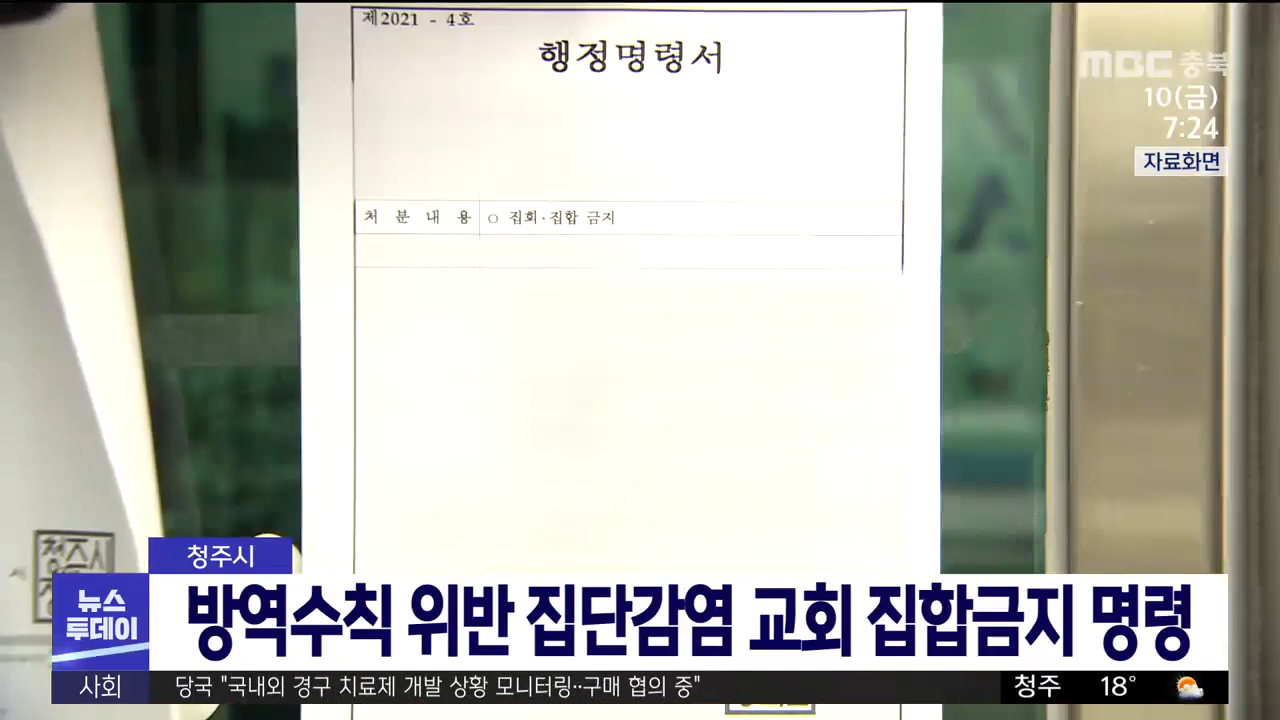 제2021 - 4호
행정명령서
MBC 충북
10(금)
7:24
자료화면
처 분 내 용 ○ 집회·집합 금지
청주시
청주시
뉴스
투데이
방역수칙 위반 집단감염 교회 집합금지 명령
사회 당국 "국내외 경구 치료제 개발 상황 모니터링··구매 협의 중" 청주 18°